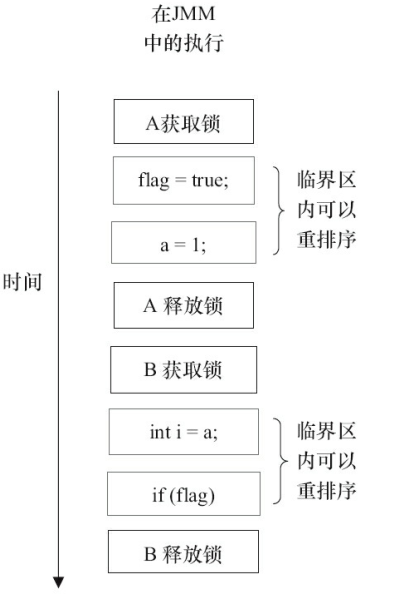 在JMM
中的执行
A获取锁
flag = true;
临界区
内可以
重排序
a = 1;
时间
A 释放锁
B 获取锁
int i = a;
临界区
内可以
重排序
if (flag)
B 释放锁